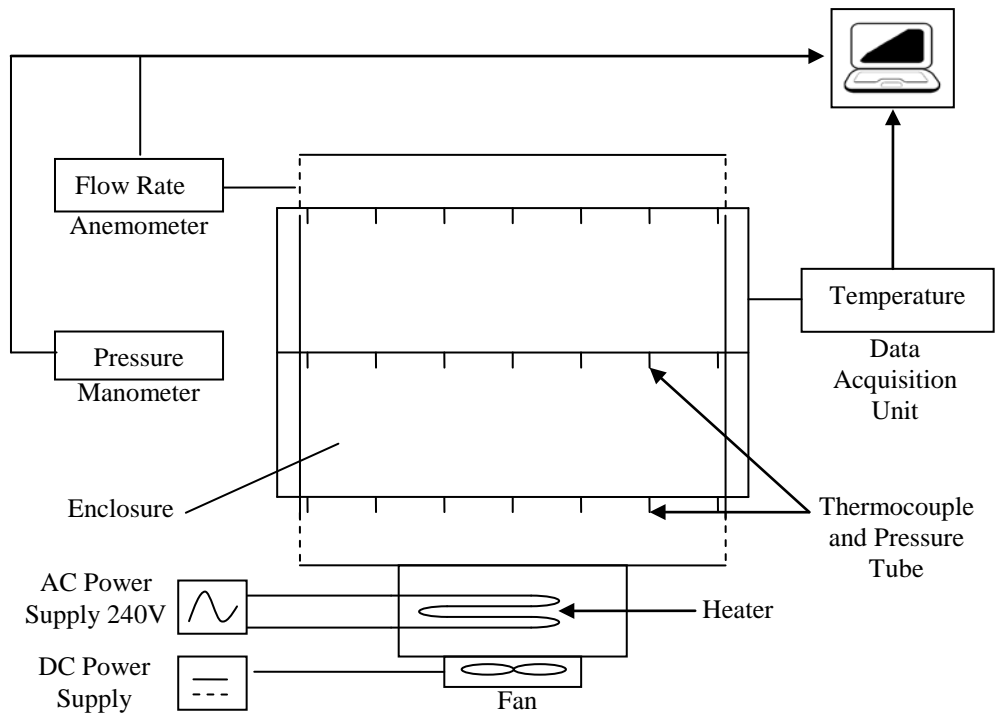 Flow Rate
Anemometer
Temperature
Pressure
Manometer
Data
Acquisition
Unit
Enclosure
Thermocouple
and Pressure
Tube
AC Power
Supply 240V
Heater
DC Power
Supply
Fan